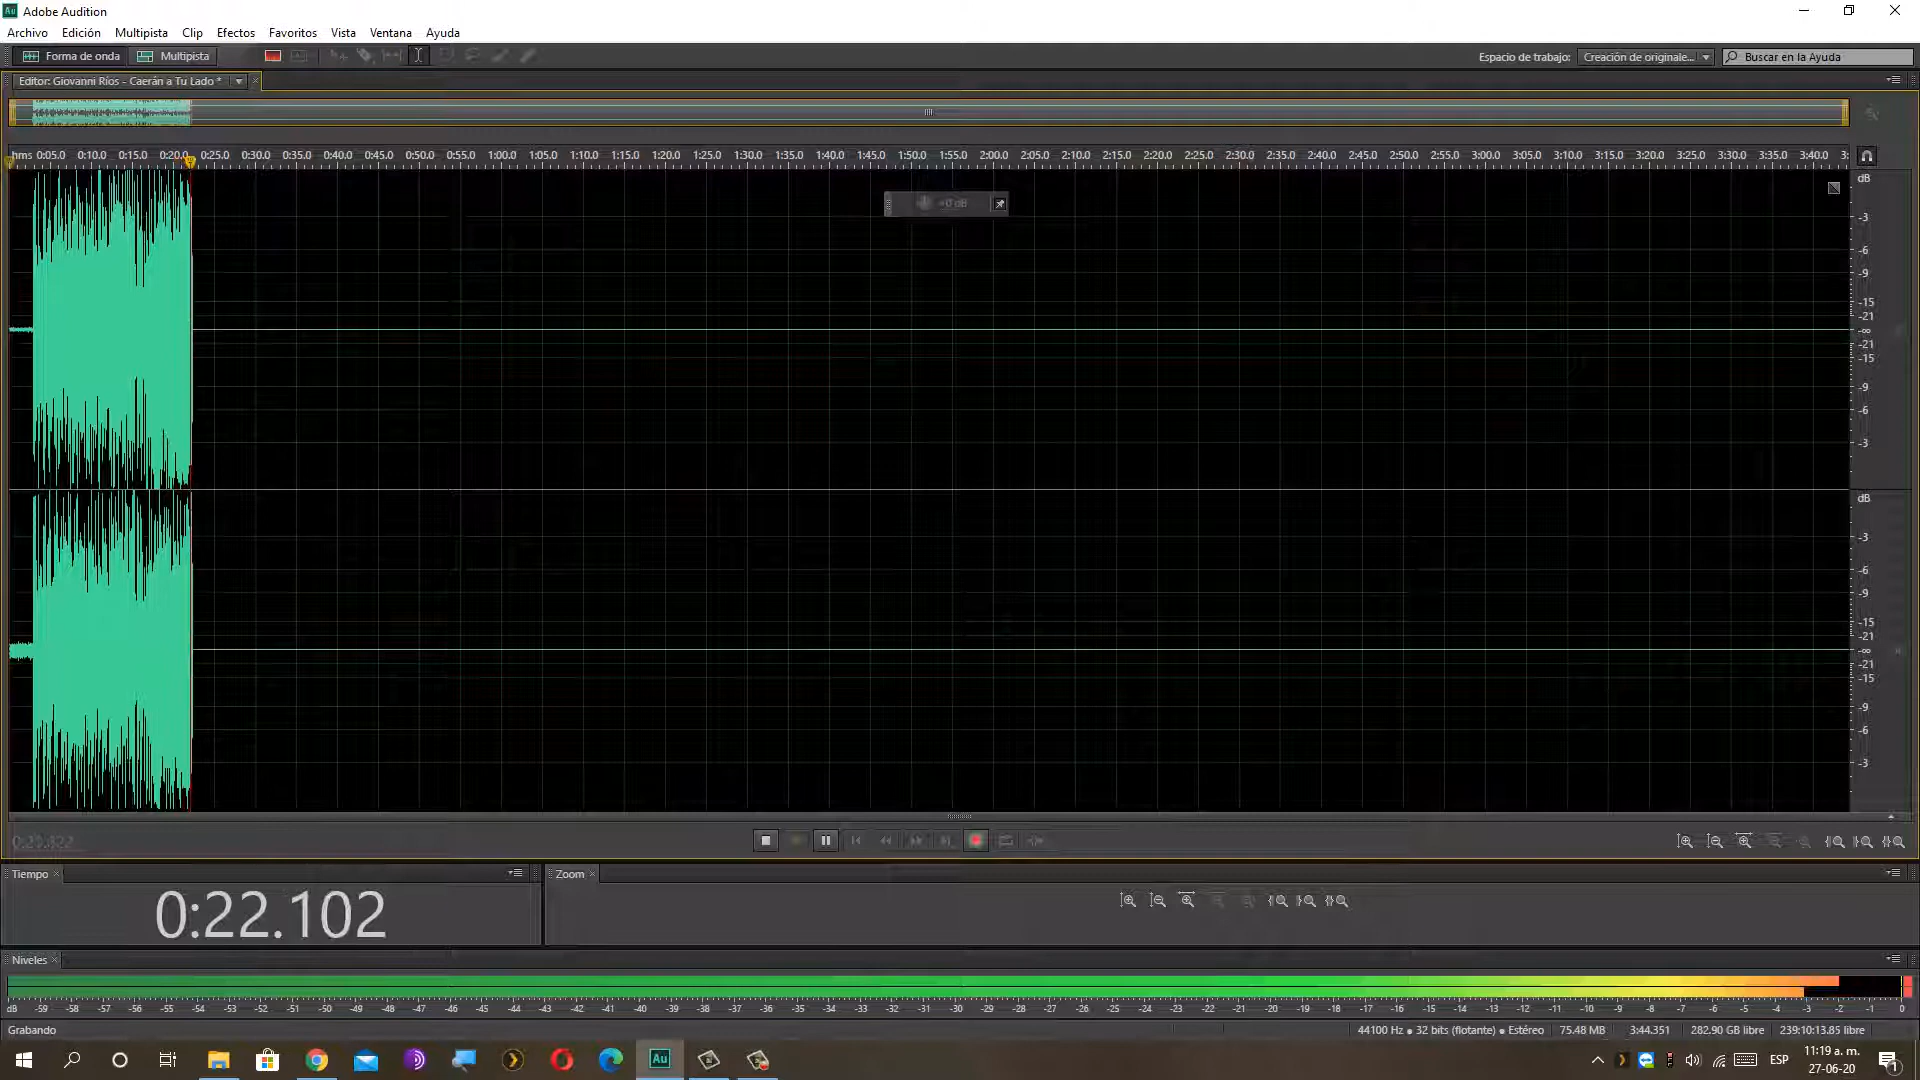 Adobe Audition
Archivo Edición Multipista Clip Efectos Favoritos Vista Ventana Ayuda
Forma de onda Multipista Espacio de trabajo: Creación de originale... Buscar en la Ayuda
Editor: Giovanni Ríos - Caerán a Tu Lado *
hms 0:05.0 0:10.0 0:15.0 0:20.0 0:25.0 0:30.0 0:35.0 0:40.0 0:45.0 0:50.0 0:55.0 1:00.0 1:05.0 1:10.0 1:15.0 1:20.0 1:25.0 1:30.0 1:35.0 1:40.0 1:45.0 1:50.0 1:55.0 2:00.0 2:05.0 2:10.0 2:15.0 2:20.0 2:25.0 2:30.0 2:35.0 2:40.0 2:45.0 2:50.0 2:55.0 3:00.0 3:05.0 3:10.0 3:15.0 3:20.0 3:25.0 3:30.0 3:35.0 3:40.0 3:
dB
+0 dB
-3
-6
-9
-15
-21
-∞
-21
-15
-9
-6
-3
dB
-3
-6
-9
-15
-21
-∞
-21
-15
-9
-6
-3
Tiempo Zoom
0:22.102
Niveles
dB -59 -58 -57 -56 -55 -54 -53 -52 -51 -50 -49 -48 -47 -46 -45 -44 -43 -42 -41 -40 -39 -38 -37 -36 -35 -34 -33 -32 -31 -30 -29 -28 -27 -26 -25 -24 -23 -22 -21 -20 -19 -18 -17 -16 -15 -14 -13 -12 -11 -10 -9 -8 -7 -6 -5 -4 -3 -2 -1 0
Grabando 44100 Hz ● 32 bits (flotante) ● Estéreo 75.48 MB 3:44.351 282.90 GB libre 239:10:13.85 libre
Au ESP 11:19 a. m.
27-06-20 1